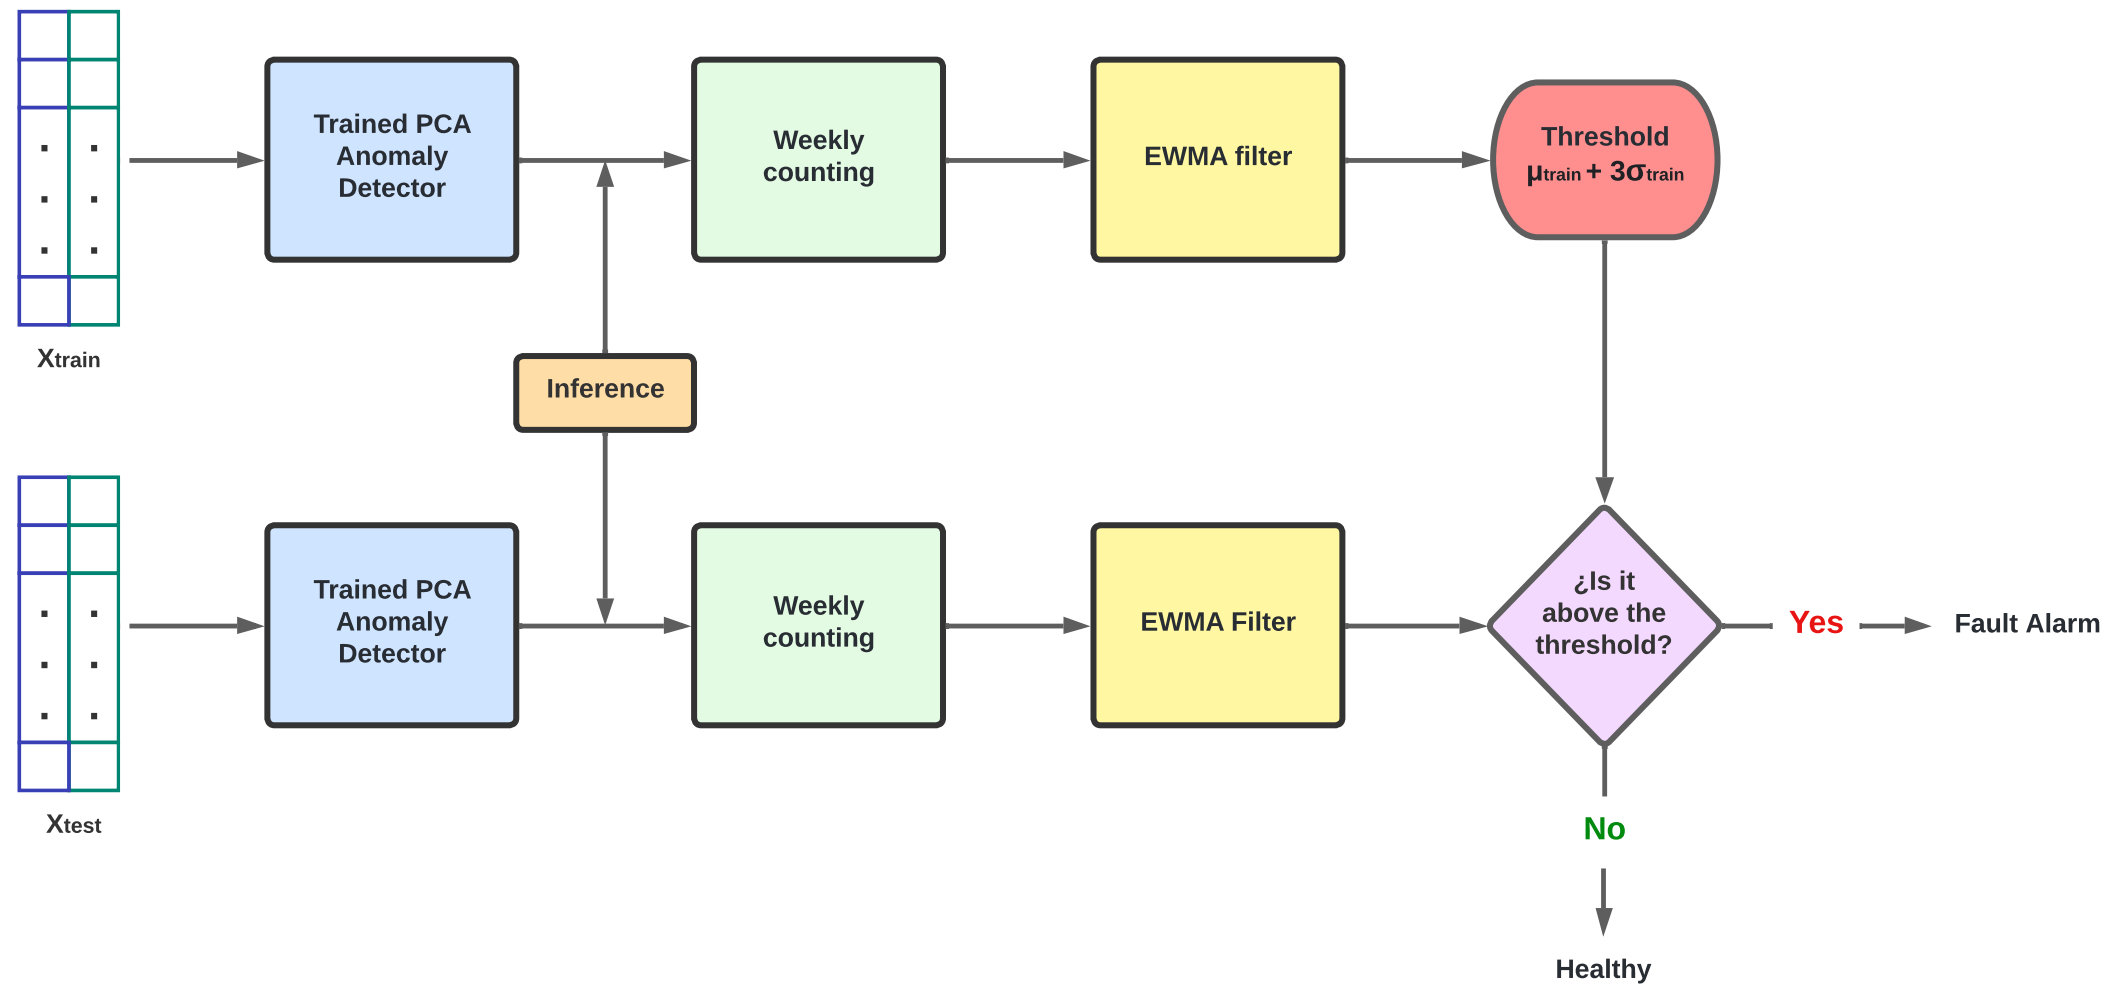 Trained PCA
Anomaly
Detector
Weekly
counting
EWMA filter
Threshold
μtrain + 3σtrain
Xtrain
Inference
Trained PCA
Anomaly
Detector
Weekly
counting
EWMA Filter
¿Is it
above the
threshold?
Yes
Fault Alarm
Xtest
No
Healthy